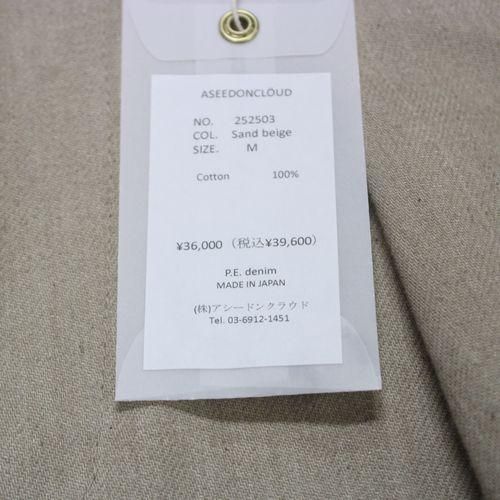 ASEEDONCLÖUD
NO. 252503
COL. Sand beige
SIZE. M
Cotton 100%
¥36,000（税込¥39,600）
P.E. denim
MADE IN JAPAN
(株)アシードンクラウド
Tel. 03-6912-1451